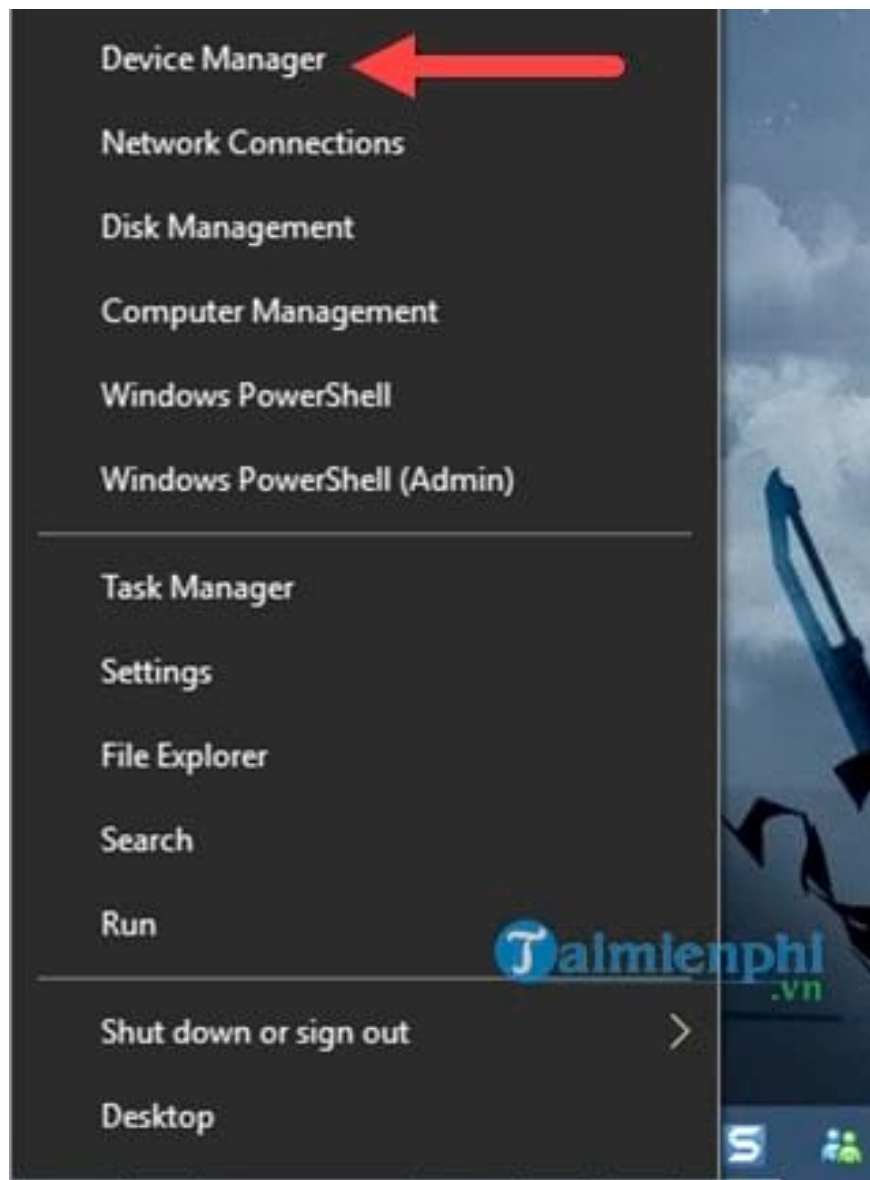 Device Manager
Network Connections
Disk Management
Computer Management
Windows PowerShell
Windows PowerShell (Admin)
Task Manager
Settings
File Explorer
Search
Run
Taimienphi
.vn
Shut down or sign out
Desktop
S